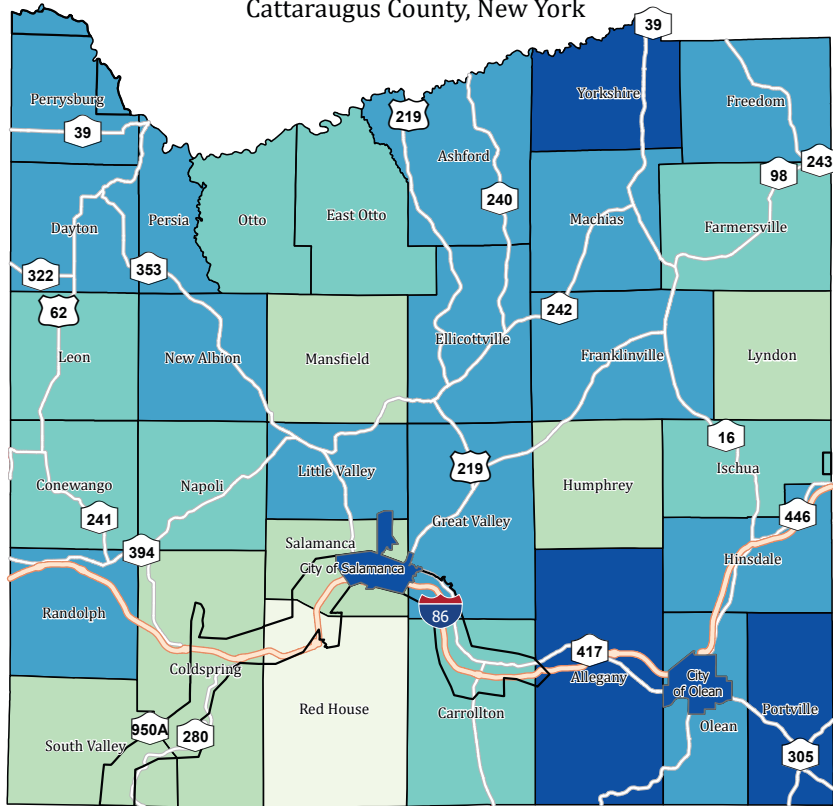 Cattaraugus County, New York
39
Perrysburg
39
219
Yorkshire
Freedom
Ashford
98
243
240
Dayton
Persia
Otto
East Otto
Machias
Farmersville
322
353
62
242
Leon
New Albion
Mansfield
Ellicottville
Franklinville
Lyndon
16
219
Ischua
Conewango
Napoli
Little Valley
Humphrey
241
Great Valley
446
394
Salamanca
City of Salamanca
Hinsdale
Randolph
86
417
Coldspring
Allegany
City
of Olean
Red House
Carrollton
Portville
950A
280
South Valley
Olean
305